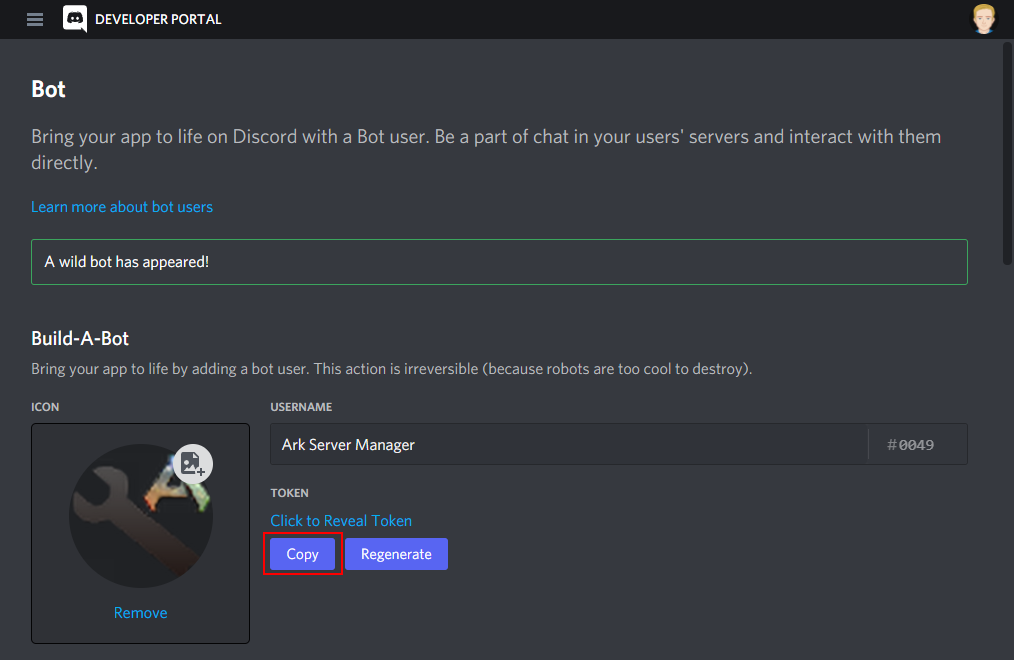 DEVELOPER PORTAL
Bot
Bring your app to life on Discord with a Bot user. Be a part of chat in your users' servers and interact with them
directly.
Learn more about bot users
A wild bot has appeared!
Build-A-Bot
Bring your app to life by adding a bot user. This action is irreversible (because robots are too cool to destroy).
ICON
USERNAME
Ark Server Manager
#0049
TOKEN
Click to Reveal Token
Copy
Regenerate
Remove